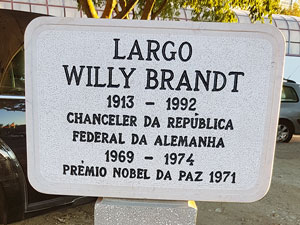 LARGO
WILLY BRANDT
1913 - 1992
CHANCELER DA REPÚBLICA
FEDERAL DA ALEMANHA
1969 - 1974
PRÉMIO NOBEL DA PAZ 1971